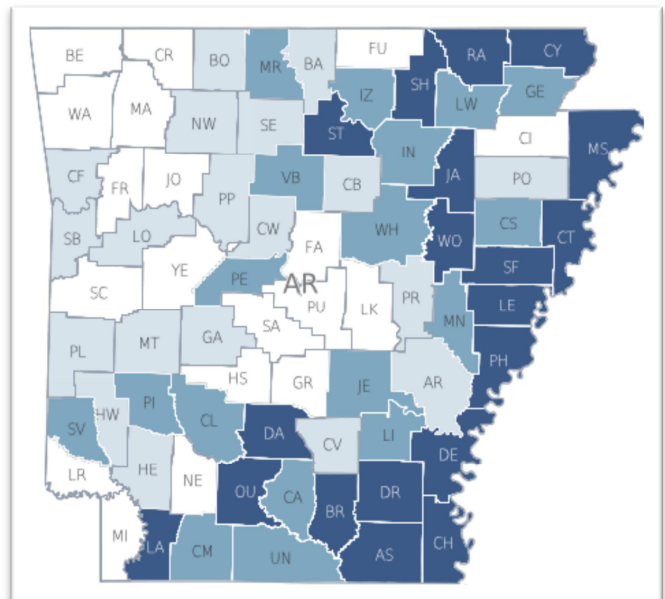 BE CR BO MR BA FU RA CY
SH
IZ LW GE
WA MA NW SE ST CI MS
IN
CF FR JO PP VB CB JA PO
SB LO CW WH WO CS CT
YE FA SF
SC PE AR PR LE
PU LK MN
SA
PL MT GA PH
HS GR JE AR
SV HW PI CL
DA CV LI DE
LR HE NE OU CA BR DR
MI LA CM UN AS CH